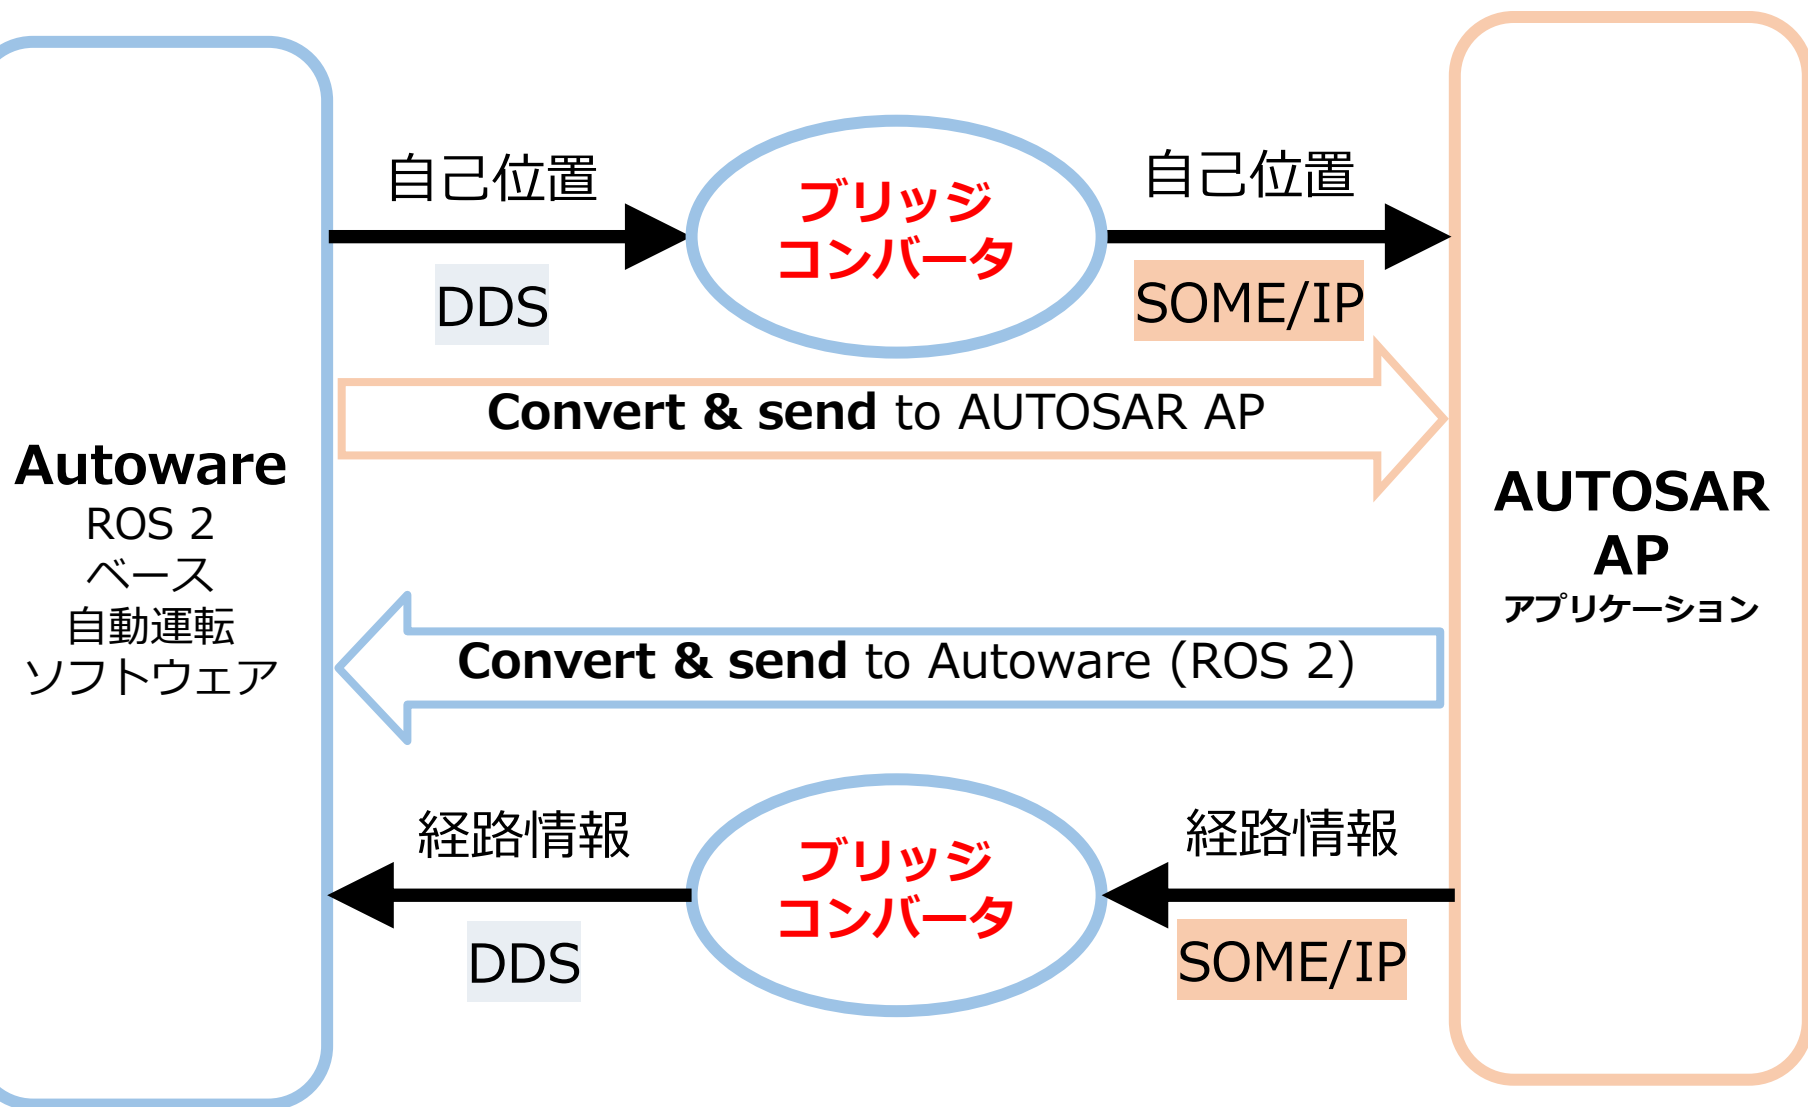 Autoware
ROS 2
ベース
自動運転
ソフトウェア
自己位置
DDS
ブリッジ
コンバータ
自己位置
SOME/IP
Convert & send to AUTOSAR AP
Convert & send to Autoware (ROS 2)
経路情報
DDS
ブリッジ
コンバータ
経路情報
SOME/IP
AUTOSAR
AP
アプリケーション